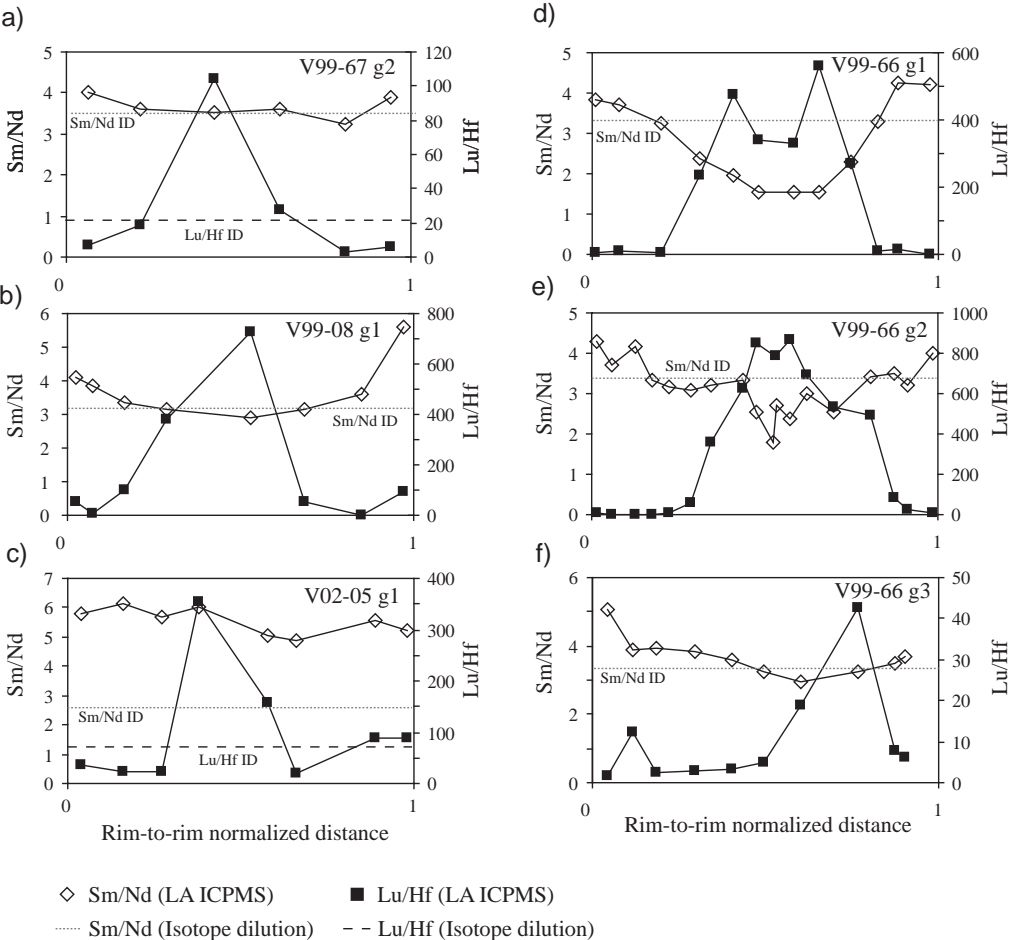 a)
V99-67 g2
5
4
3
2
1
0
120
100
80
60
40
20
0
Sm/Nd
Lu/Hf
Sm/Nd ID
Lu/Hf ID
0
1
b)
V99-08 g1
6
5
4
3
2
1
0
800
600
400
200
0
Sm/Nd
Lu/Hf
Sm/Nd ID
0
1
c)
V02-05 g1
7
6
5
4
3
2
1
0
400
300
200
100
0
Sm/Nd
Lu/Hf
Sm/Nd ID
Lu/Hf ID
0
1
Rim-to-rim normalized distance
d)
V99-66 g1
5
4
3
2
1
0
600
500
400
300
200
100
0
Sm/Nd
Lu/Hf
Sm/Nd ID
0
1
e)
V99-66 g2
5
4
3
2
1
0
1000
800
600
400
200
0
Sm/Nd
Lu/Hf
Sm/Nd ID
0
1
f)
V99-66 g3
6
5
4
3
2
1
0
50
40
30
20
10
0
Sm/Nd
Lu/Hf
Sm/Nd ID
0
1
Rim-to-rim normalized distance
Sm/Nd (LA ICPMS)
Lu/Hf (LA ICPMS)
Sm/Nd (Isotope dilution)
Lu/Hf (Isotope dilution)